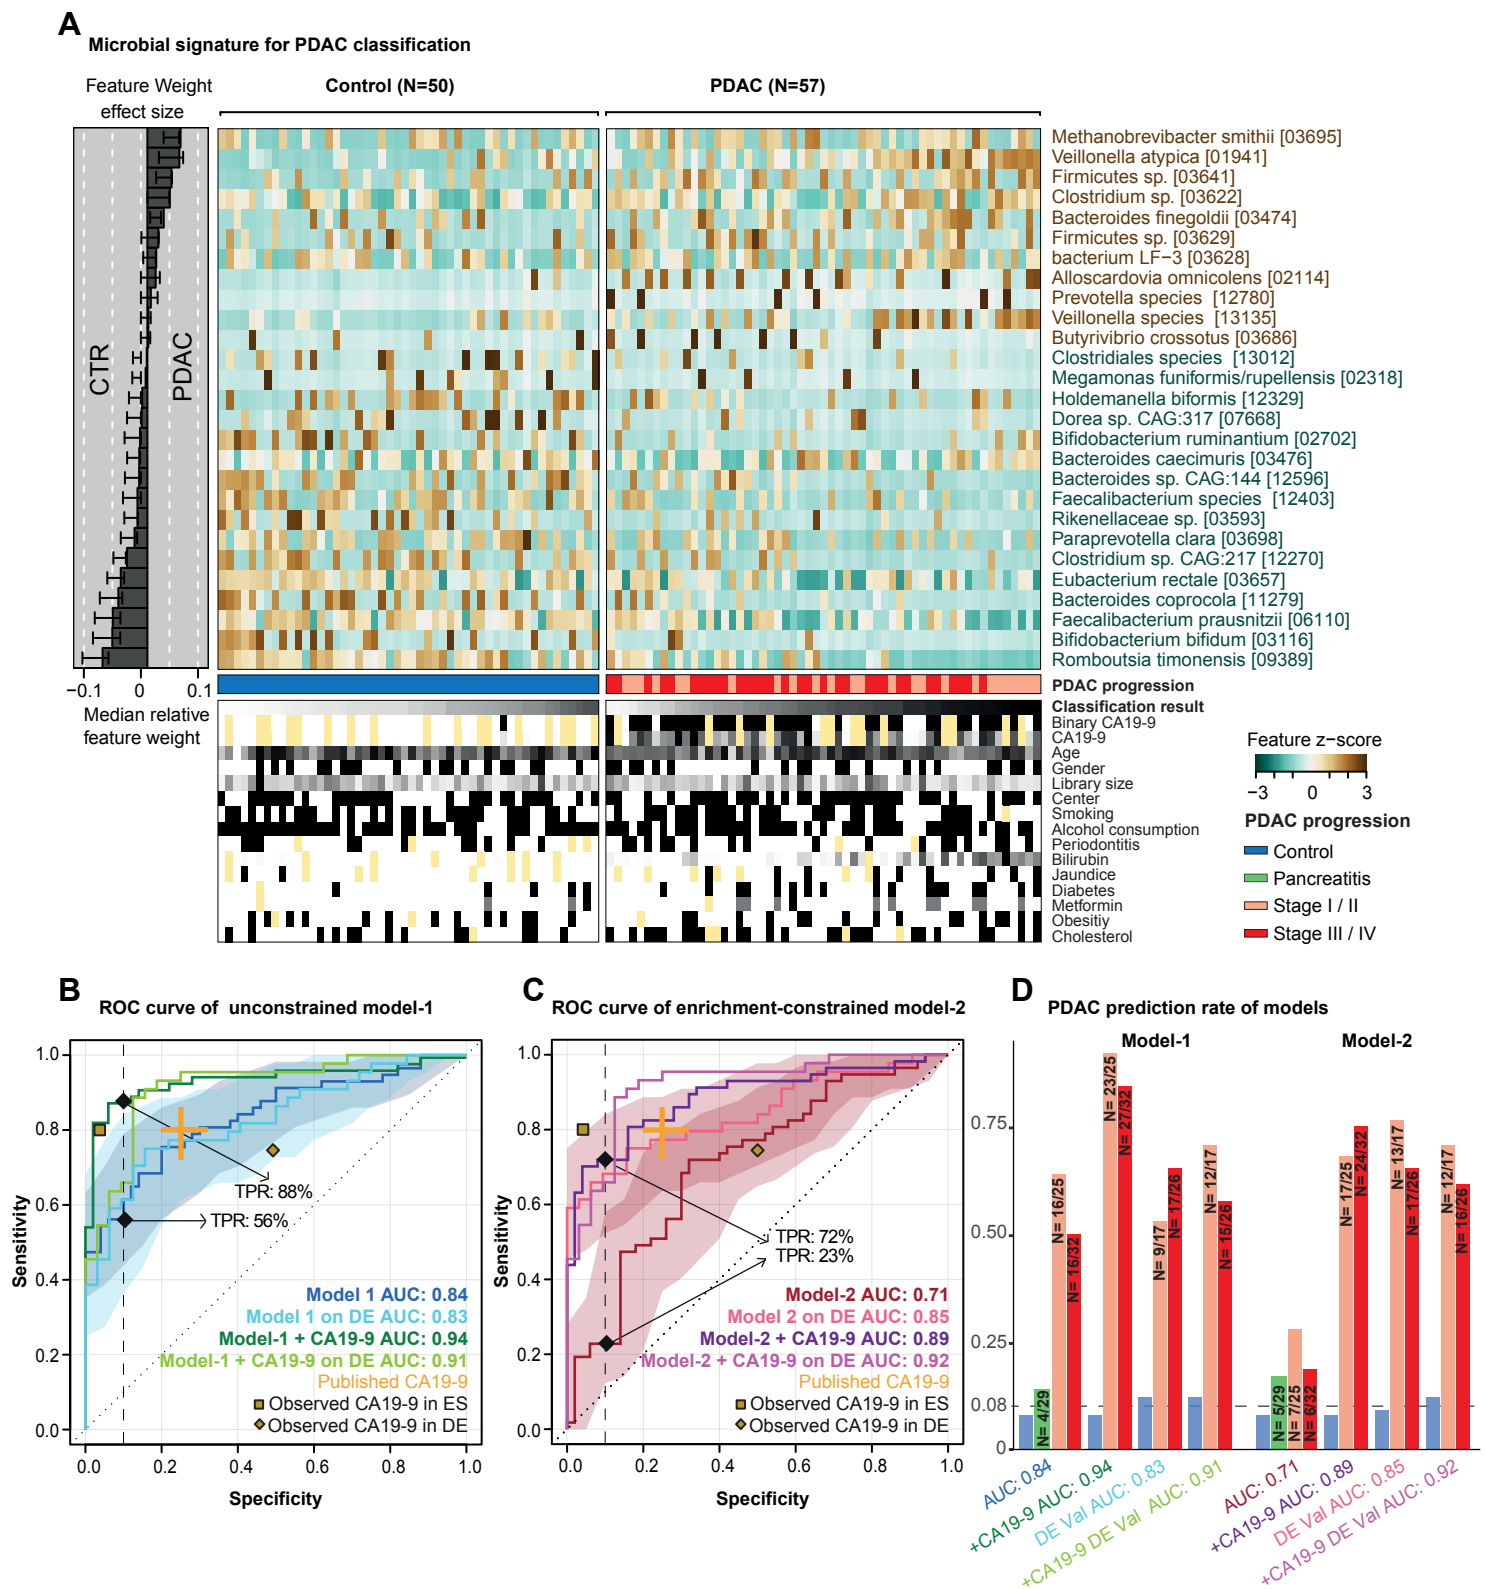 A
Microbial signature for PDAC classification
Feature Weight
effect size
Control (N=50)
PDAC (N=57)
CTR
PDAC
Methanobrevibacter smithii [03695]
Veillonella atypica [01941]
Firmicutes sp. [03641]
Clostridium sp. [03622]
Bacteroides finegoldii [03474]
Firmicutes sp. [03629]
bacterium LF−3 [03628]
Alloscardovia omnicolens [02114]
Prevotella species [12780]
Veillonella species [13135]
Butyrivibrio crossotus [03686]
Clostridiales species [13012]
Megamonas funiformis/rupellensis [02318]
Holdemanella biformis [12329]
Dorea sp. CAG:317 [07668]
Bifidobacterium ruminantium [02702]
Bacteroides caecimuris [03476]
Bacteroides sp. CAG:144 [12596]
Faecalibacterium species [12403]
Rikenellaceae sp. [03593]
Paraprevotella clara [03698]
Clostridium sp. CAG:217 [12270]
Eubacterium rectale [03657]
Bacteroides coprocola [11279]
Faecalibacterium prausnitzii [06110]
Bifidobacterium bifidum [03116]
Romboutsia timonensis [09389]
−0.1 0 0.1
Median relative
feature weight
PDAC progression
Classification result
Binary CA19-9
CA19-9
Age
Gender
Library size
Center
Smoking
Alcohol consumption
Periodontitis
Bilirubin
Jaundice
Diabetes
Metformin
Obesitiy
Cholesterol
Feature z−score
−3 0 3
PDAC progression
Control
Pancreatitis
Stage I / II
Stage III / IV
B
ROC curve of unconstrained model-1
Sensitivity
1.0
0.8
0.6
0.4
0.2
0.0
TPR: 88%
TPR: 56%
Model 1 AUC: 0.84
Model 1 on DE AUC: 0.83
Model-1 + CA19-9 AUC: 0.94
Model-1 + CA19-9 on DE AUC: 0.91
Published CA19-9
Observed CA19-9 in ES
Observed CA19-9 in DE
0.0 0.2 0.4 0.6 0.8 1.0
Specificity
C
ROC curve of enrichment-constrained model-2
Sensitivity
1.0
0.8
0.6
0.4
0.2
0.0
TPR: 72%
TPR: 23%
Model-2 AUC: 0.71
Model 2 on DE AUC: 0.85
Model-2 + CA19-9 AUC: 0.89
Model-2 + CA19-9 on DE AUC: 0.92
Published CA19-9
Observed CA19-9 in ES
Observed CA19-9 in DE
0.0 0.2 0.4 0.6 0.8 1.0
Specificity
D
PDAC prediction rate of models
Model-1
Model-2
0.75
0.50
0.25
0.08
0
N= 4/29
N= 16/25
N= 16/32
N= 23/25
N= 27/32
N= 9/17
N= 17/26
N= 12/17
N= 15/26
N= 5/29
N= 7/25
N= 6/32
N= 17/25
N= 24/32
N= 13/17
N= 17/26
N= 12/17
N= 16/26
AUC: 0.84
+CA19-9 AUC: 0.94
DE Val AUC: 0.83
+CA19-9 DE Val AUC: 0.91
AUC: 0.71
+CA19-9 AUC: 0.89
DE Val AUC: 0.85
+CA19-9 DE Val AUC: 0.92